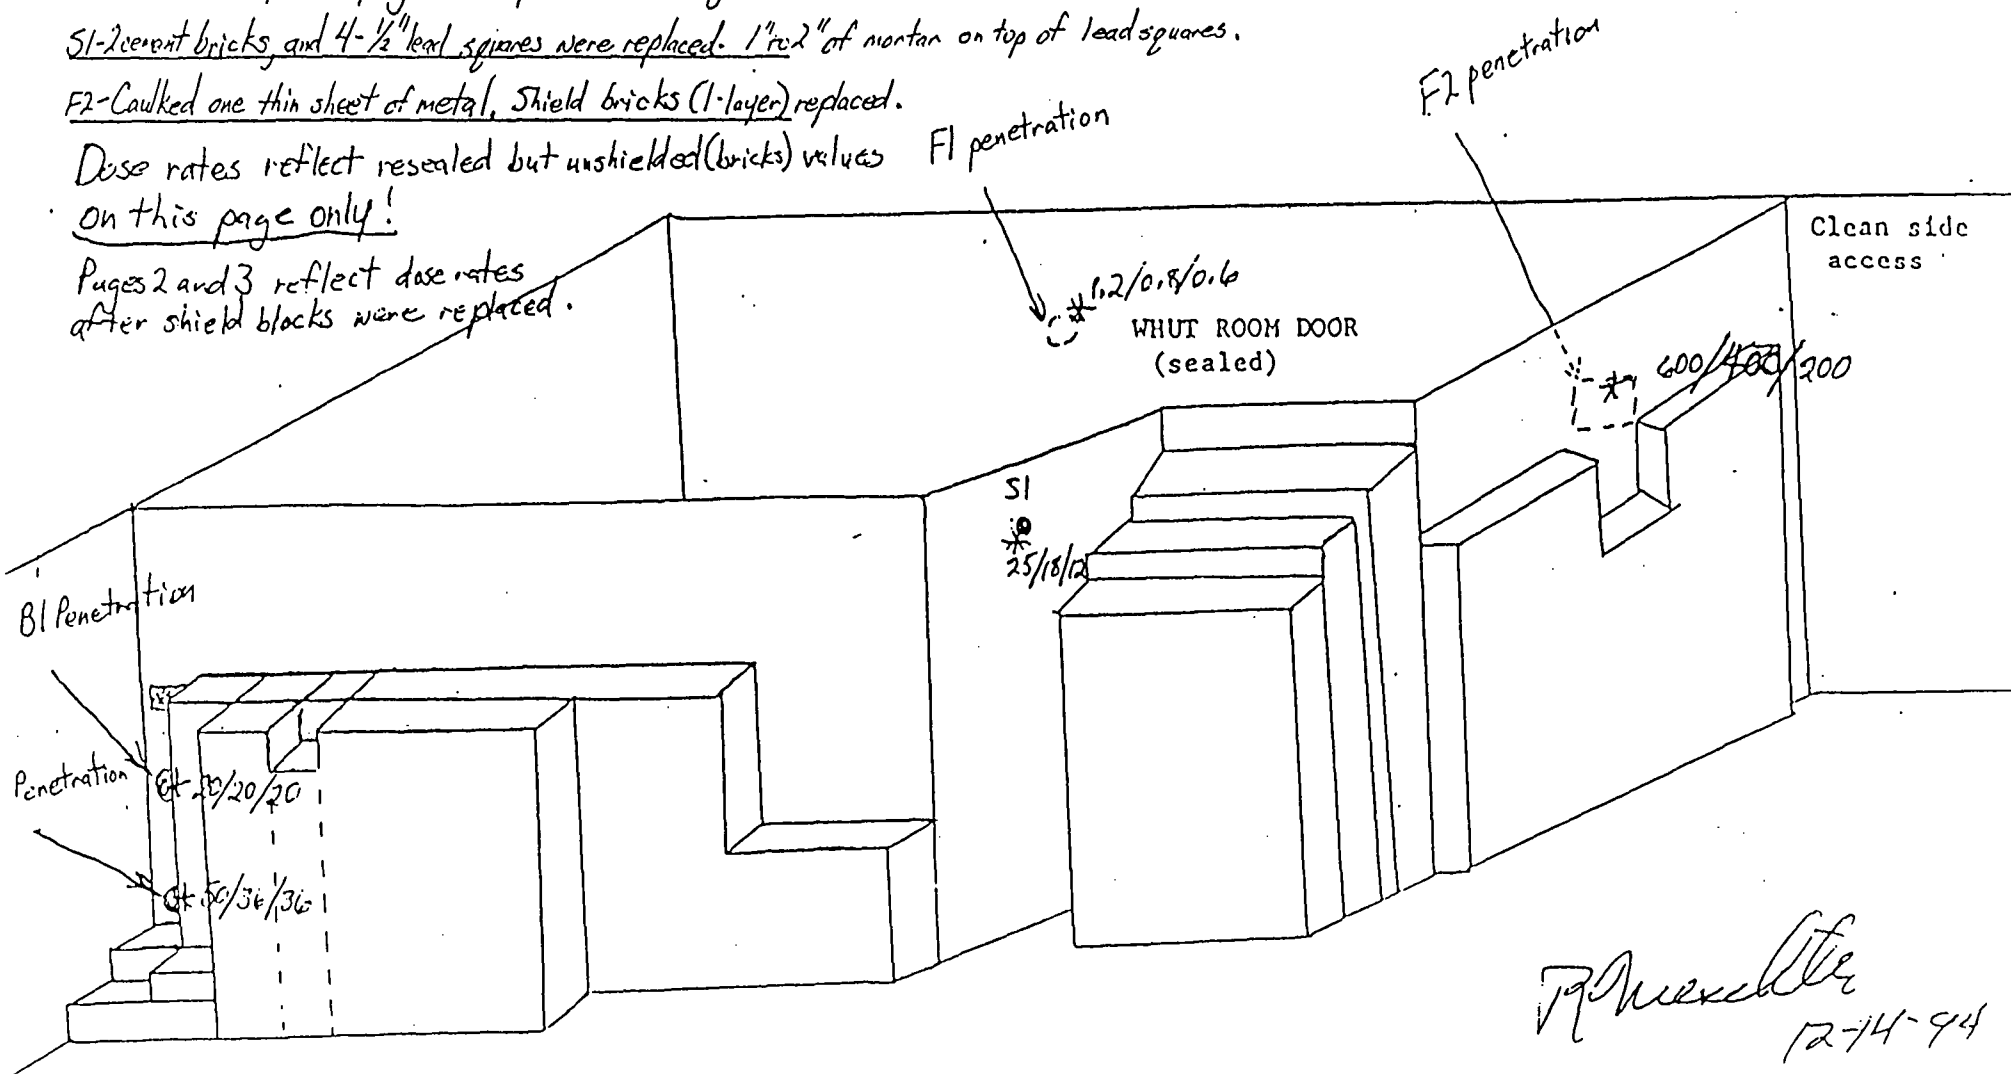 S1-2 cement bricks, and 4-1/2" lead squares were replaced. 1" to 2" of mortar on top of lead squares.
F2-Caulked one thin sheet of metal, Shield bricks (1-layer) replaced.
Dose rates reflect resealed but unshielded (bricks) values
on this page only!
Pages 2 and 3 reflect dose rates
after shield blocks were replaced.
F1 penetration
F2 penetration
Clean side
access
* 1.2/0.8/0.6
WHUT ROOM DOOR
(sealed)
* 600/400/200
S1
*
25/18/12
B1 Penetration
Penetration
20/20/20
50/36/36
12-14-94